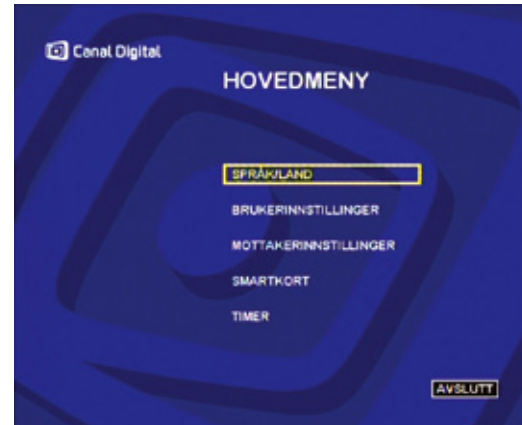 Canal Digital
HOVEDMENY
SPRÅK/LAND
BRUKERINNSTILLINGER
MOTTAKERINNSTILLINGER
SMARTKORT
TIMER
AVSLUTT